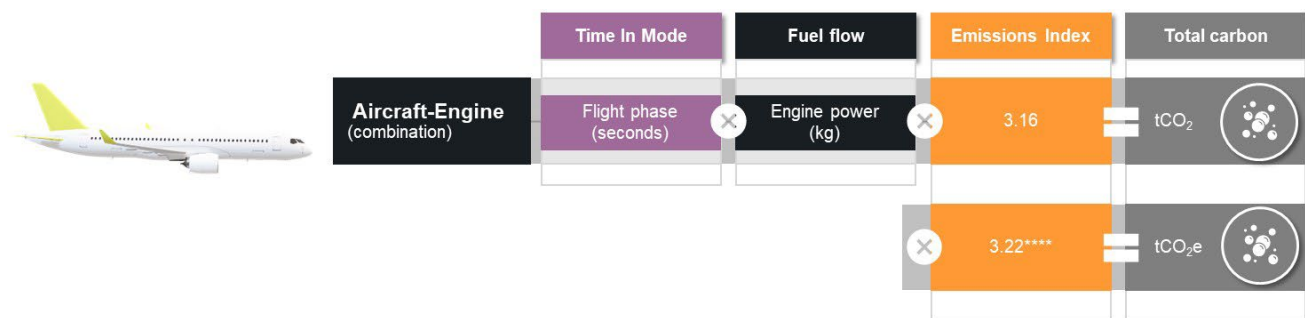 Time In Mode
Fuel flow
Emissions Index
Total carbon
Aircraft-Engine
(combination)
Flight phase
(seconds)
Engine power
(kg)
3.16
tCO₂
3.22****
tCO₂e